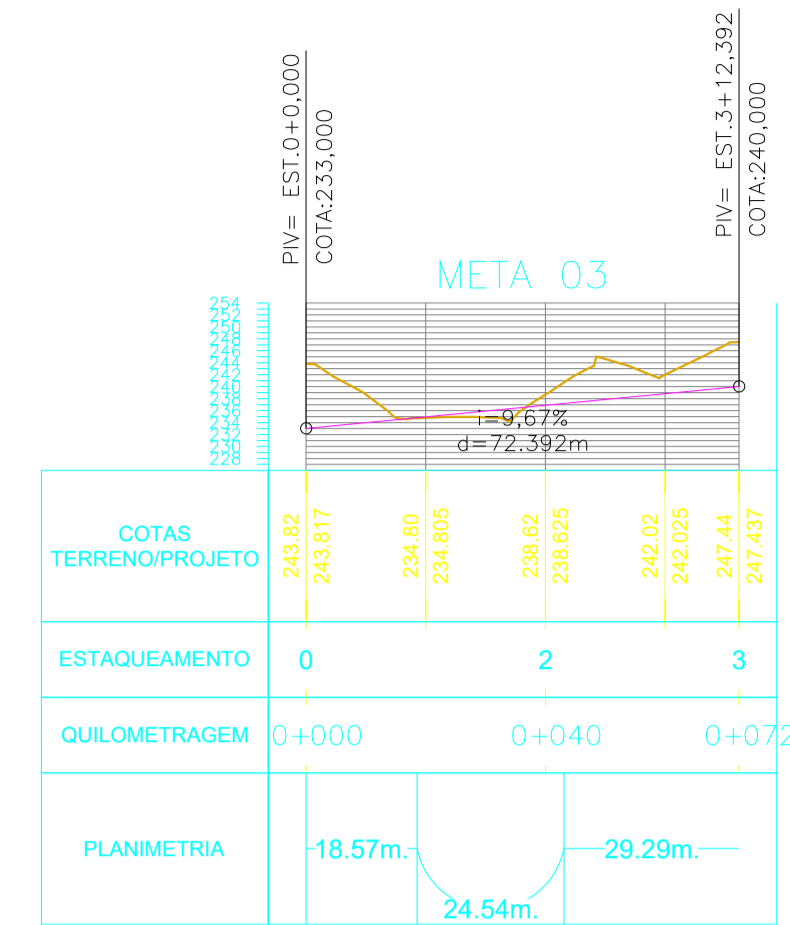 PIV= EST.0+0,000
COTA:233,000
PIV= EST.3+12,392
COTA:240,000
META 03
254
252
250
248
246
244
242
240
238
236
234
232
230
228
i=9,67%
d=72.392m
COTAS
TERRENO/PROJETO
243.82
243.817
234.80
234.805
238.62
238.625
242.02
242.025
247.44
247.437
ESTAQUEAMENTO
0
2
3
QUILOMETRAGEM
0+000
0+040
0+072
PLANIMETRIA
18.57m.
24.54m.
29.29m.